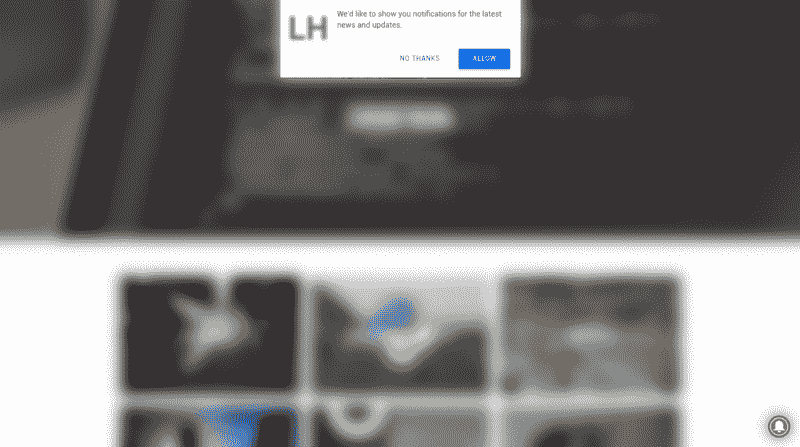 LH
We'd like to show you notifications for the latest
news and updates.
NO THANKS
ALLOW